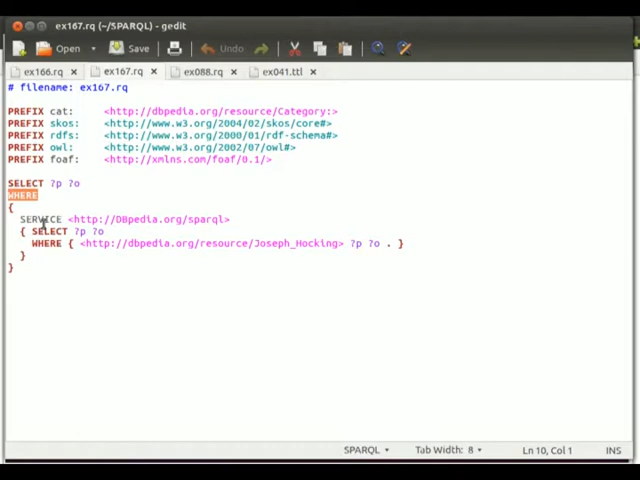 ex167.rq (~/SPARQL) - gedit
Open Save Undo
ex166.rq ex167.rq ex088.rq ex041.ttl
# filename: ex167.rq
PREFIX cat: <http://dbpedia.org/resource/Category:>
PREFIX skos: <http://www.w3.org/2004/02/skos/core#>
PREFIX rdfs: <http://www.w3.org/2000/01/rdf-schema#>
PREFIX owl: <http://www.w3.org/2002/07/owl#>
PREFIX foaf: <http://xmlns.com/foaf/0.1/>
SELECT ?p ?o
WHERE
{
SERVICE <http://DBpedia.org/sparql>
{ SELECT ?p ?o
WHERE { <http://dbpedia.org/resource/Joseph_Hocking> ?p ?o . }
}
}
SPARQL Tab Width: 8 Ln 10, Col 1 INS